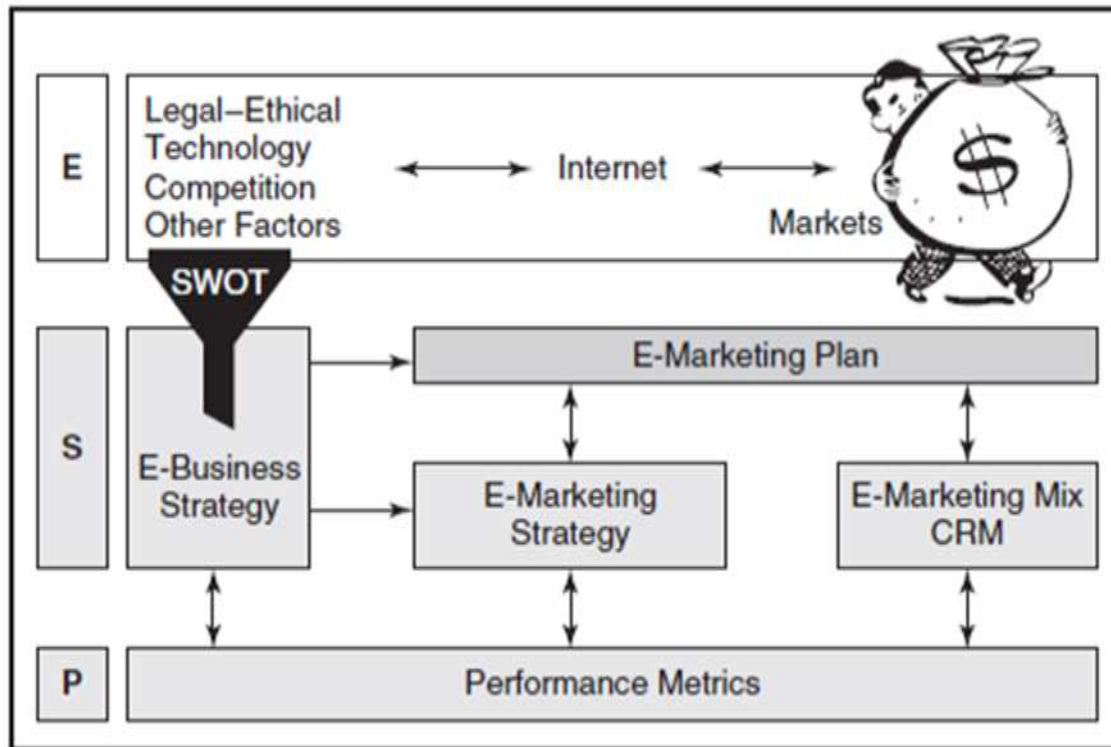 E
Legal–Ethical
Technology
Competition
Other Factors
Internet
Markets
$
SWOT
S
E-Business
Strategy
E-Marketing Plan
E-Marketing
Strategy
E-Marketing Mix
CRM
P
Performance Metrics